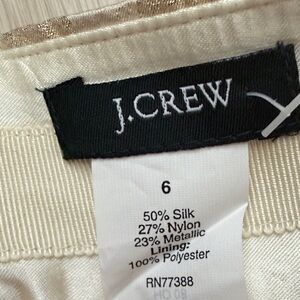 J.CREW
6
50% Silk
27% Nylon
23% Metallic
Lining:
100% Polyester
RN77388